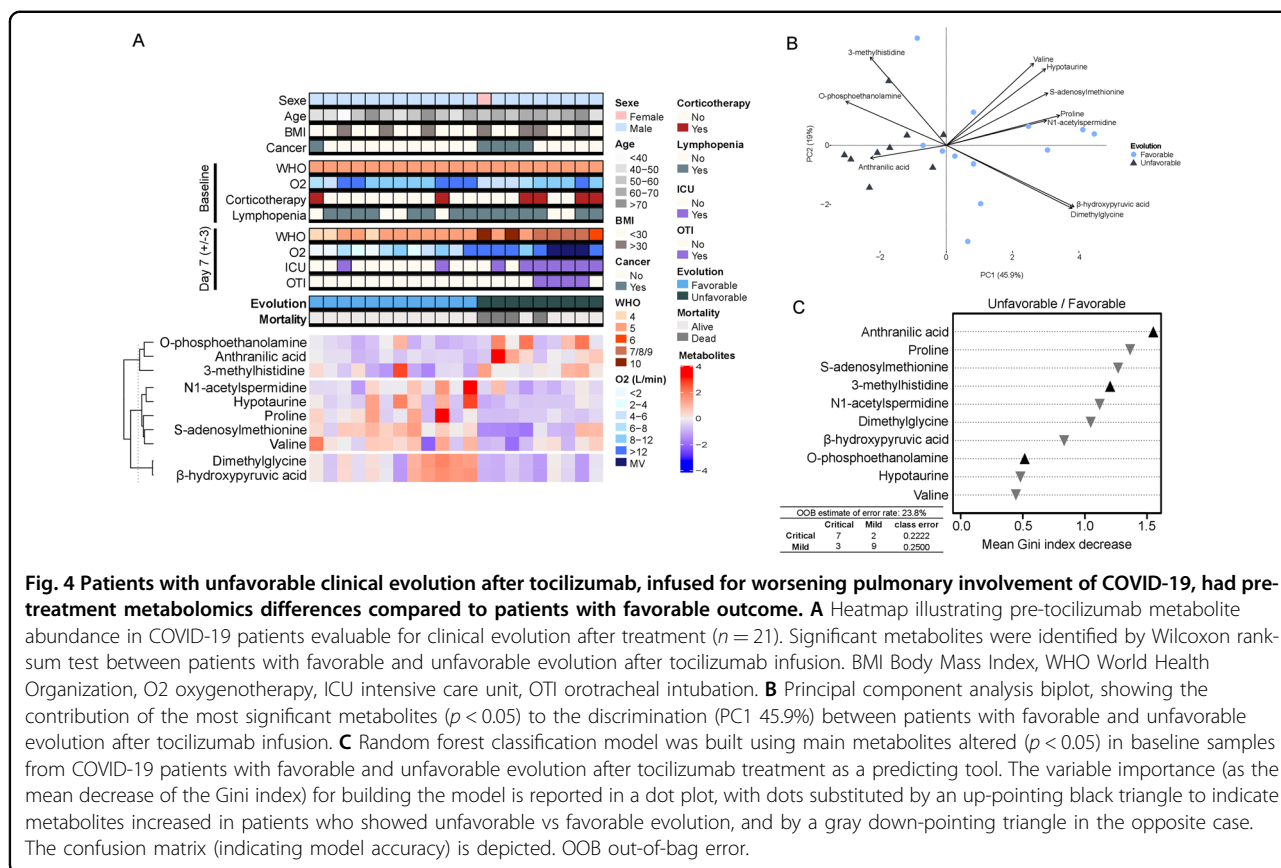 A
Sexe
Age
BMI
Cancer
Baseline
WHO
O2
Corticotherapy
Lymphopenia
Day 7 (+/-3)
WHO
O2
ICU
OTI
Evolution
Mortality
O-phosphoethanolamine
Anthranilic acid
3-methylhistidine
N1-acetylspermidine
Hypotaurine
Proline
S-adenosylmethionine
Valine
Dimethylglycine
β-hydroxypyruvic acid
Sexe
Female
Male
Age
<40
40-50
50-60
60-70
>70
BMI
<30
>30
Cancer
No
Yes
WHO
4
5
6
7/8/9
10
O2 (L/min)
<2
2-4
4-6
6-8
8-12
>12
MV
Corticotherapy
No
Yes
Lymphopenia
No
Yes
ICU
No
Yes
OTI
No
Yes
Evolution
Favorable
Unfavorable
Mortality
Alive
Dead
Metabolites
4
2
0
−2
−4
B
3-methylhistidine
O-phosphoethanolamine
Anthranilic acid
Valine
Hypotaurine
S-adenosylmethionine
Proline
N1-acetylspermidine
β-hydroxypyruvic acid
Dimethylglycine
PC2 (19%)
2
0
−2
−2
0
2
4
PC1 (45.9%)
Evolution
Favorable
Unfavorable
C
Unfavorable / Favorable
Anthranilic acid
Proline
S-adenosylmethionine
3-methylhistidine
N1-acetylspermidine
Dimethylglycine
β-hydroxypyruvic acid
O-phosphoethanolamine
Hypotaurine
Valine
0.0 0.5 1.0 1.5
Mean Gini index decrease
OOB estimate of error rate: 23.8%
Critical Mild class error
Critical 7 2 0.2222
Mild 3 9 0.2500
Fig. 4 Patients with unfavorable clinical evolution after tocilizumab, infused for worsening pulmonary involvement of COVID-19, had pre-
treatment metabolomics differences compared to patients with favorable outcome. A Heatmap illustrating pre-tocilizumab metabolite
abundance in COVID-19 patients evaluable for clinical evolution after treatment (n = 21). Significant metabolites were identified by Wilcoxon rank-
sum test between patients with favorable and unfavorable evolution after tocilizumab infusion. BMI Body Mass Index, WHO World Health
Organization, O2 oxygenotherapy, ICU intensive care unit, OTI orotracheal intubation. B Principal component analysis biplot, showing the
contribution of the most significant metabolites (p < 0.05) to the discrimination (PC1 45.9%) between patients with favorable and unfavorable
evolution after tocilizumab infusion. C Random forest classification model was built using main metabolites altered (p < 0.05) in baseline samples
from COVID-19 patients with favorable and unfavorable evolution after tocilizumab treatment as a predicting tool. The variable importance (as the
mean decrease of the Gini index) for building the model is reported in a dot plot, with dots substituted by an up-pointing black triangle to indicate
metabolites increased in patients who showed unfavorable vs favorable evolution, and by a gray down-pointing triangle in the opposite case.
The confusion matrix (indicating model accuracy) is depicted. OOB out-of-bag error.